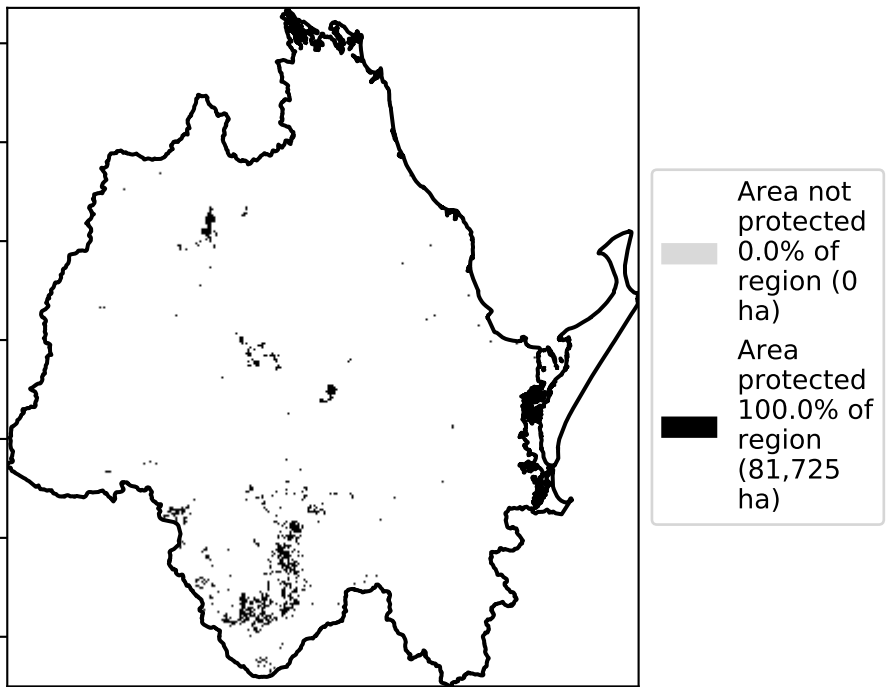 Area not
protected
0.0% of
region (0
ha)
Area
protected
100.0% of
region
(81,725
ha)